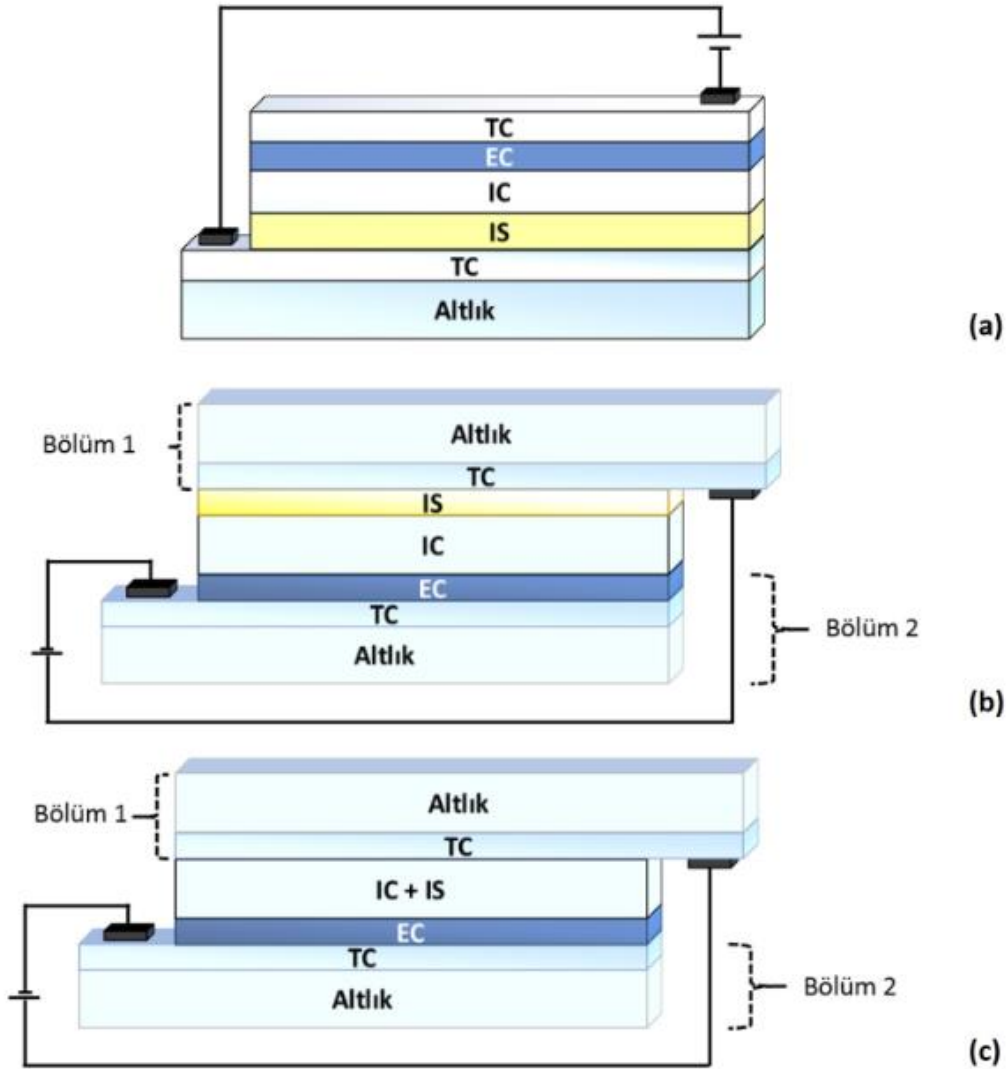 TC
EC
IC
IS
TC
Altlık
(a)
Altlık
Bölüm 1
TC
IS
IC
EC
TC
Bölüm 2
Altlık
(b)
Altlık
Bölüm 1
TC
IC + IS
EC
TC
Bölüm 2
Altlık
(c)